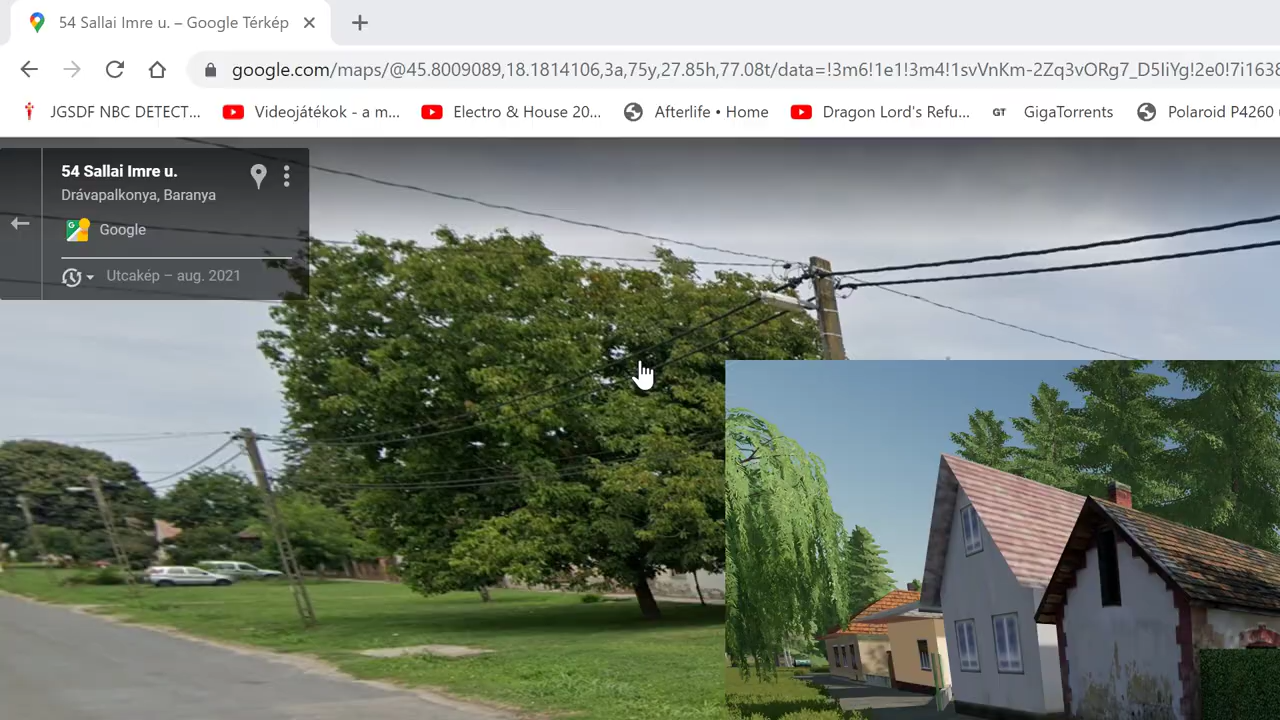 54 Sallai Imre u. – Google Térkép
google.com/maps/@45.8009089,18.1814106,3a,75y,27.85h,77.08t/data=!3m6!1e1!3m4!1svVnKm-2Zq3vORg7_D5IiYg!2e0!7i1638
JGSDF NBC DETECT... Videojátékok - a m... Electro & House 20... Afterlife • Home Dragon Lord's Refu... GT GigaTorrents Polaroid P4260
54 Sallai Imre u.
Drávapalkonya, Baranya
Google
Utcakép – aug. 2021